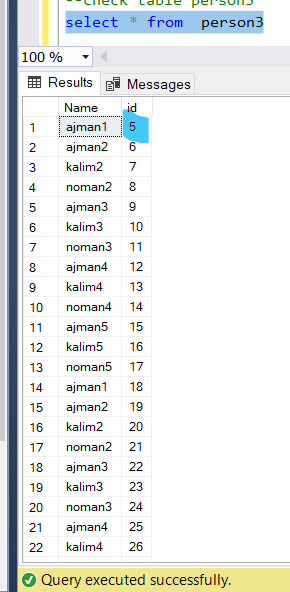 --check table person3
select * from  person3
100 %
Results Messages
Name id
1 ajman1 5
2 ajman2 6
3 kalim2 7
4 noman2 8
5 ajman3 9
6 kalim3 10
7 noman3 11
8 ajman4 12
9 kalim4 13
10 noman4 14
11 ajman5 15
12 kalim5 16
13 noman5 17
14 ajman1 18
15 ajman2 19
16 kalim2 20
17 noman2 21
18 ajman3 22
19 kalim3 23
20 noman3 24
21 ajman4 25
22 kalim4 26
Query executed successfully.